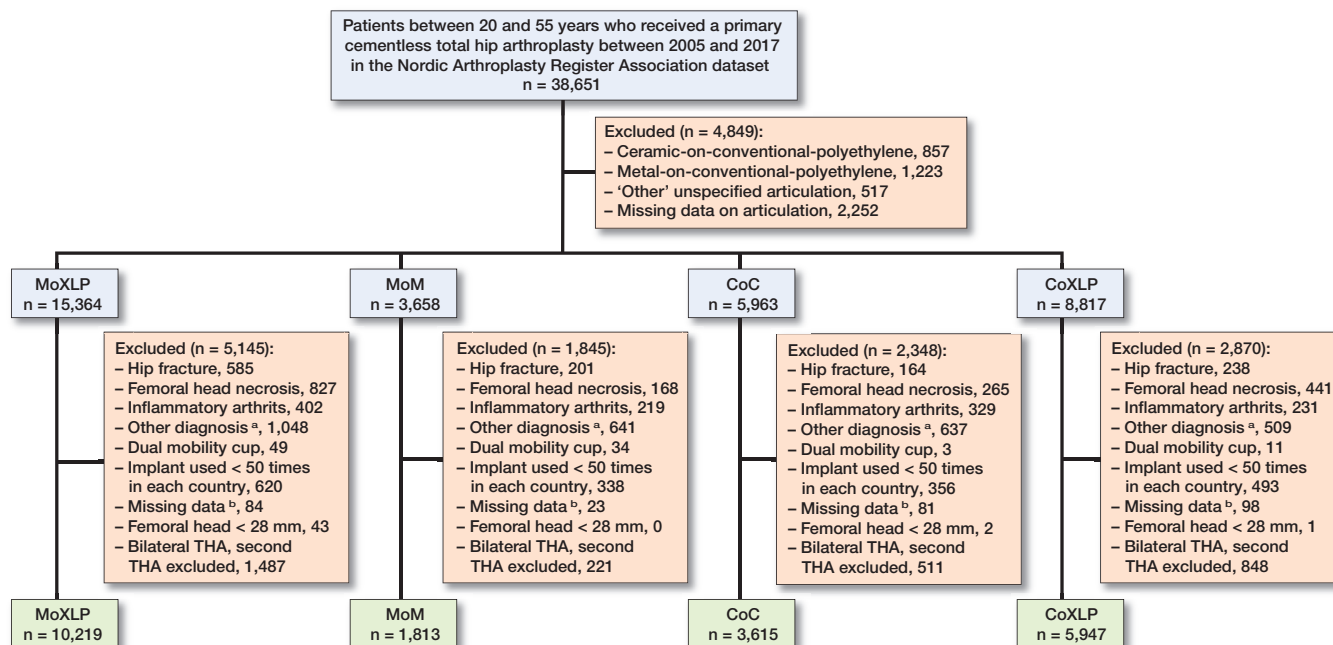 Patients between 20 and 55 years who received a primary
cementless total hip arthroplasty between 2005 and 2017
in the Nordic Arthroplasty Register Association dataset
n = 38,651
Excluded (n = 4,849):
– Ceramic-on-conventional-polyethylene, 857
– Metal-on-conventional-polyethylene, 1,223
– ‘Other’ unspecified articulation, 517
– Missing data on articulation, 2,252
MoXLP
n = 15,364
MoM
n = 3,658
CoC
n = 5,963
CoXLP
n = 8,817
Excluded (n = 5,145):
– Hip fracture, 585
– Femoral head necrosis, 827
– Inflammatory arthrits, 402
– Other diagnosis ᵃ, 1,048
– Dual mobility cup, 49
– Implant used < 50 times
in each country, 620
– Missing data ᵇ, 84
– Femoral head < 28 mm, 43
– Bilateral THA, second
THA excluded, 1,487
Excluded (n = 1,845):
– Hip fracture, 201
– Femoral head necrosis, 168
– Inflammatory arthrits, 219
– Other diagnosis ᵃ, 641
– Dual mobility cup, 34
– Implant used < 50 times
in each country, 338
– Missing data ᵇ, 23
– Femoral head < 28 mm, 0
– Bilateral THA, second
THA excluded, 221
Excluded (n = 2,348):
– Hip fracture, 164
– Femoral head necrosis, 265
– Inflammatory arthrits, 329
– Other diagnosis ᵃ, 637
– Dual mobility cup, 3
– Implant used < 50 times
in each country, 356
– Missing data ᵇ, 81
– Femoral head < 28 mm, 2
– Bilateral THA, second
THA excluded, 511
Excluded (n = 2,870):
– Hip fracture, 238
– Femoral head necrosis, 441
– Inflammatory arthrits, 231
– Other diagnosis ᵃ, 509
– Dual mobility cup, 11
– Implant used < 50 times
in each country, 493
– Missing data ᵇ, 98
– Femoral head < 28 mm, 1
– Bilateral THA, second
THA excluded, 848
MoXLP
n = 10,219
MoM
n = 1,813
CoC
n = 3,615
CoXLP
n = 5,947